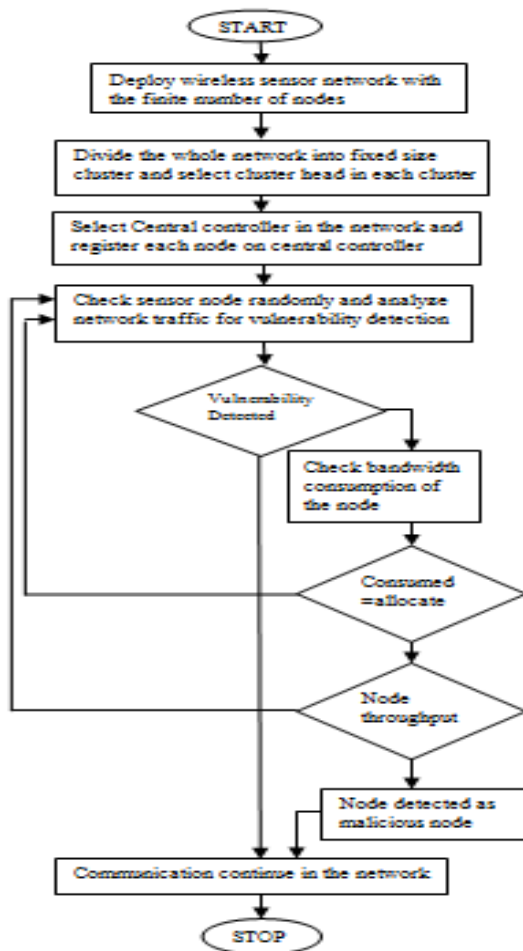 START
Deploy wireless sensor network with
the finite number of nodes
Divide the whole network into fixed size
cluster and select cluster head in each cluster
Select Central controller in the network and
register each node on central controller
Check sensor node randomly and analyze
network traffic for vulnerability detection
Vulnerability
Detected
Check bandwidth
consumption of
the node
Consumed
=allocate
Node
throughput
Node detected as
malicious node
Communication continue in the network
STOP